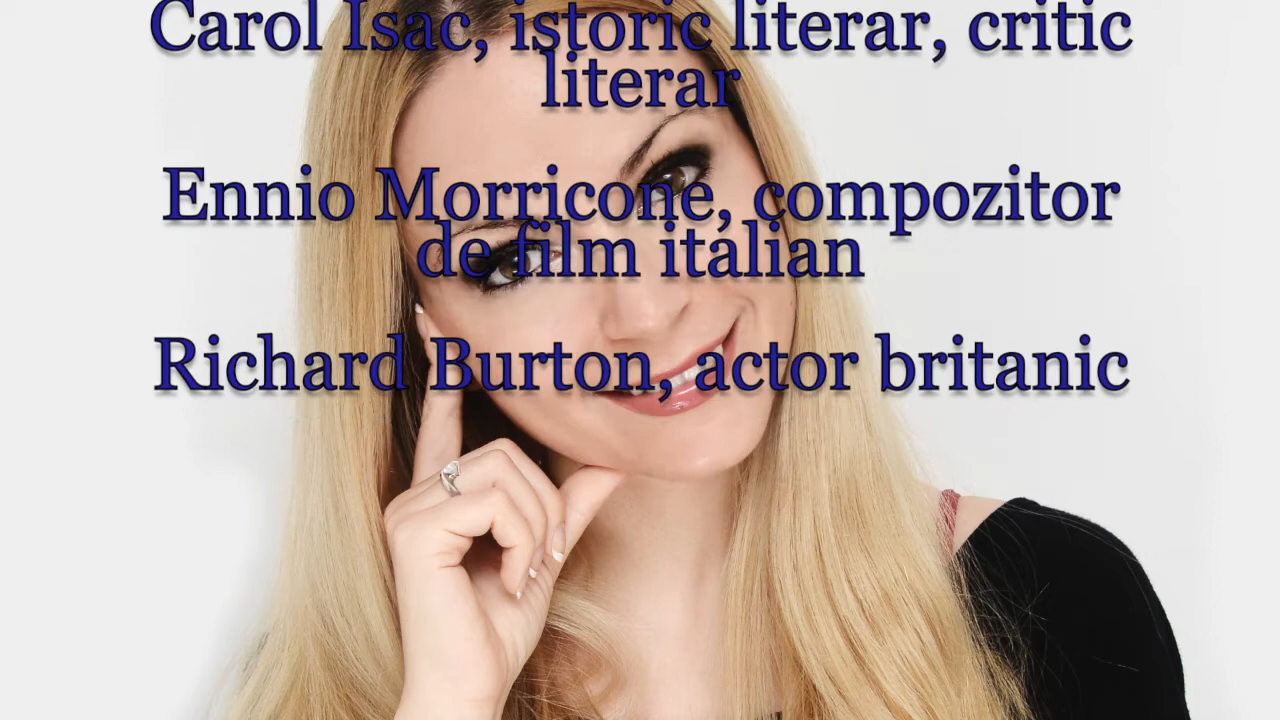 Carol Isac, istoric literar, critic
literar
Ennio Morricone, compozitor
de film italian
Richard Burton, actor britanic